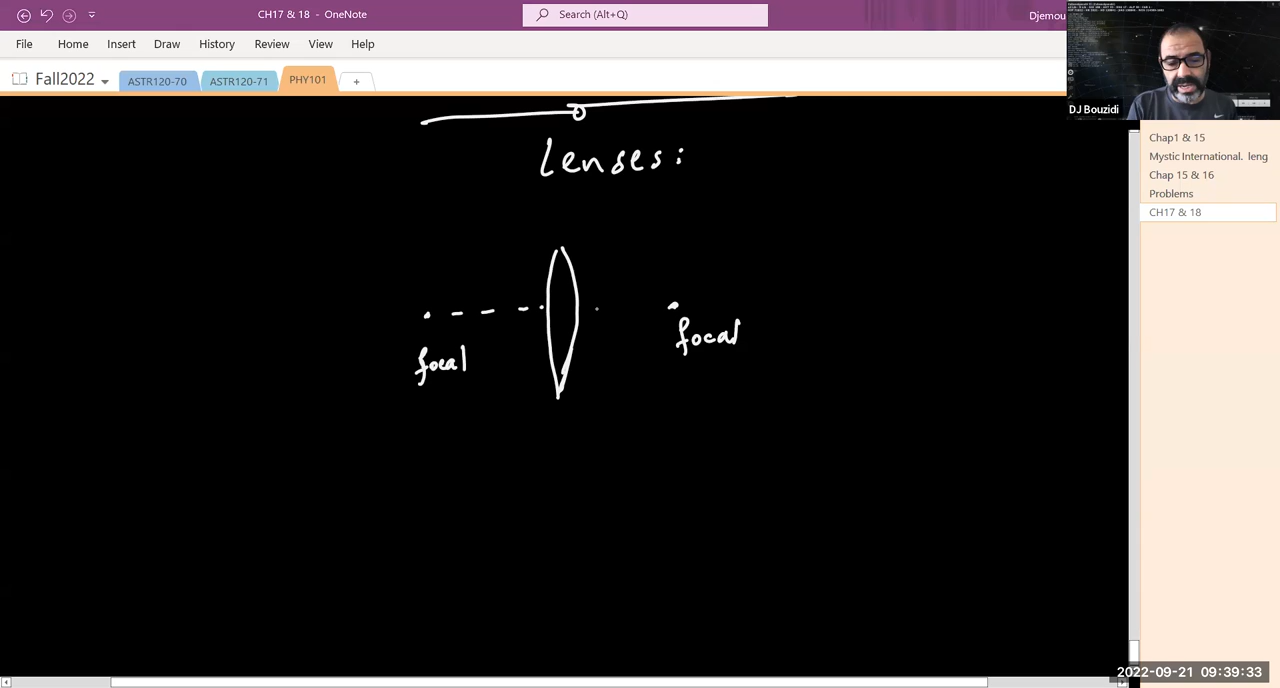 CH17 & 18 - OneNote
Search (Alt+Q)
Djemou
File Home Insert Draw History Review View Help
Fall2022 ASTR120-70 ASTR120-71 PHY101 +
DJ Bouzidi
Chap1 & 15
Mystic International. leng
Chap 15 & 16
Problems
CH17 & 18
Lenses:
focal
focal
2022-09-21 09:39:33